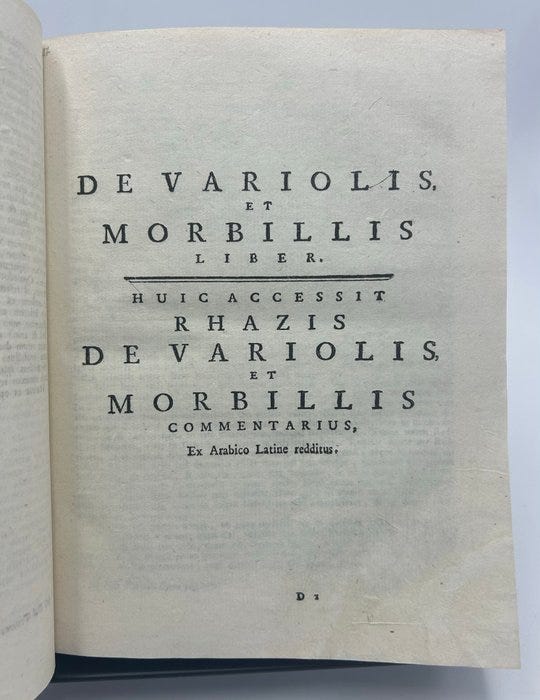 DE VARIOLIS,
ET
MORBILLIS
LIBER.
HUIC ACCESSIT
RHAZIS
DE VARIOLIS,
ET
MORBILLIS
COMMENTARIUS,
Ex Arabico Latine redditus.
D 2